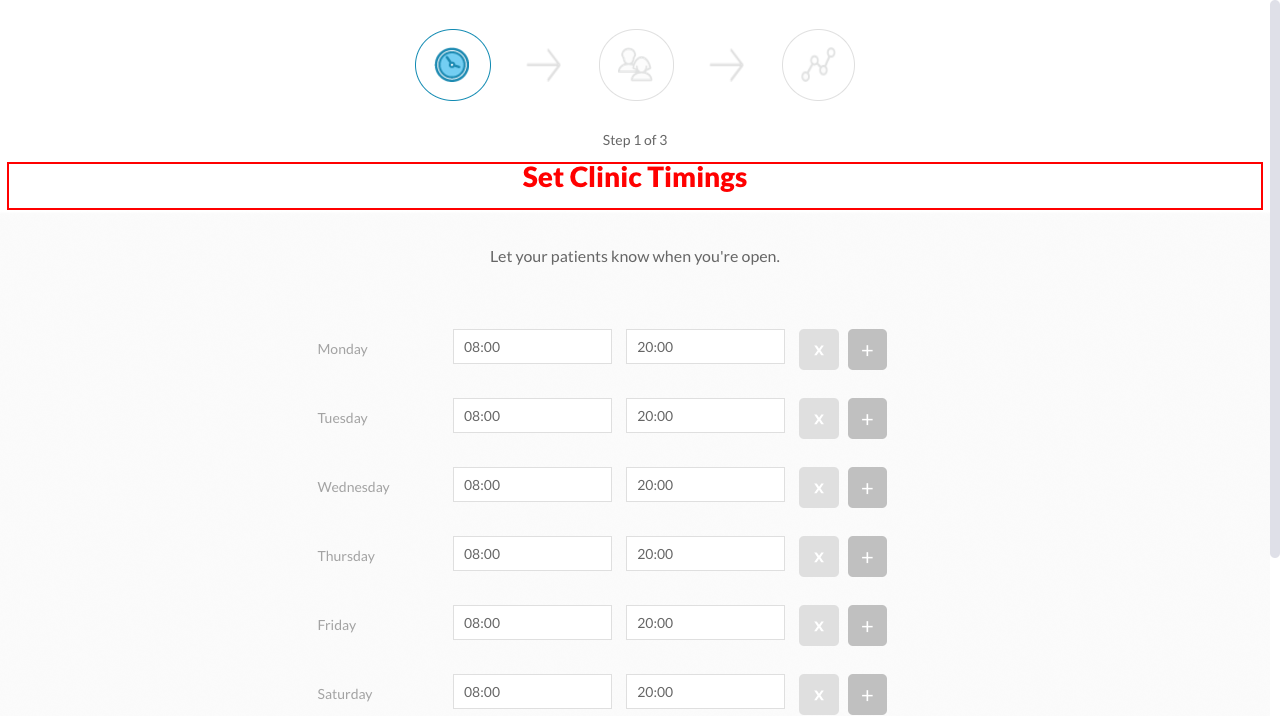 Step 1 of 3
Set Clinic Timings
Let your patients know when you're open.
Monday 08:00 20:00 x +
Tuesday 08:00 20:00 x +
Wednesday 08:00 20:00 x +
Thursday 08:00 20:00 x +
Friday 08:00 20:00 x +
Saturday 08:00 20:00 x +